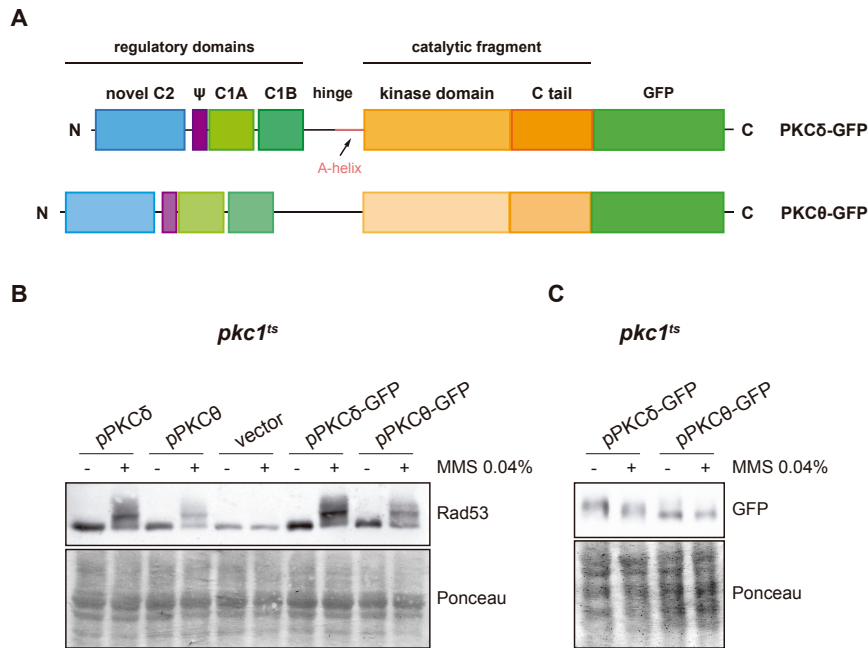 A
regulatory domains
catalytic fragment
novel C2 Ψ C1A C1B hinge kinase domain C tail GFP
N C PKCδ-GFP
A-helix
N C PKCθ-GFP
B
pkc1ts
pPKCδ pPKCθ vector pPKCδ-GFP pPKCθ-GFP
- + - + - + - + - + MMS 0.04%
Rad53
Ponceau
C
pkc1ts
pPKCδ-GFP pPKCθ-GFP
- + - + MMS 0.04%
GFP
Ponceau